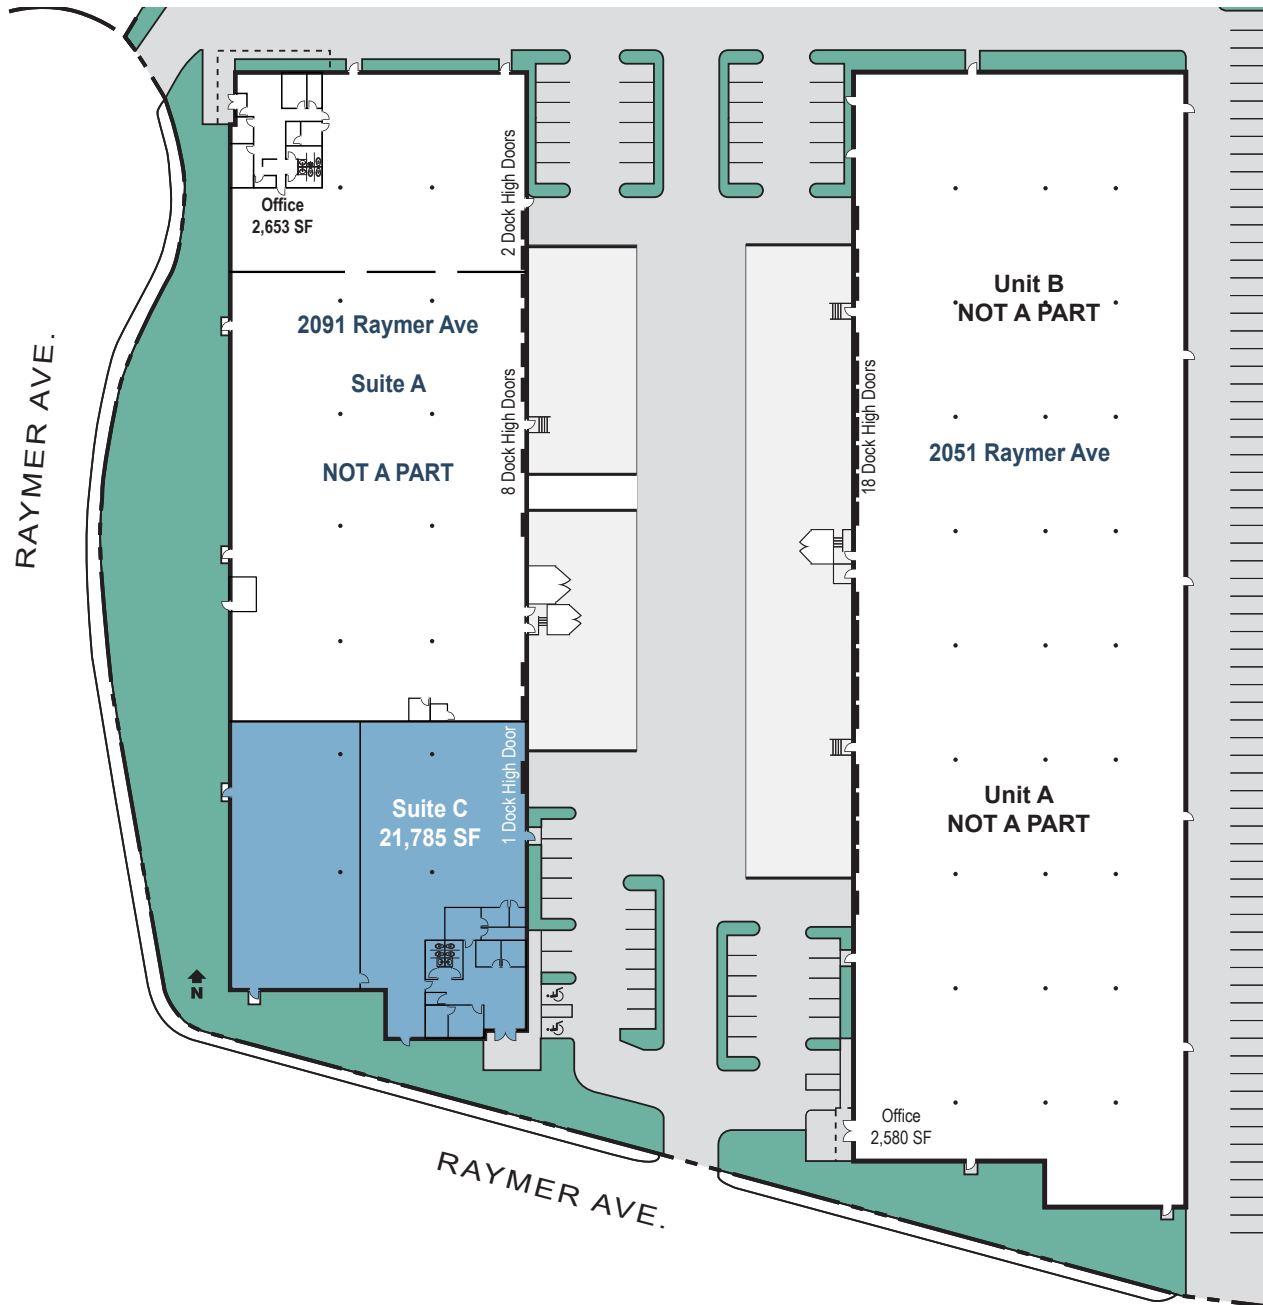 Office
2,653 SF
2 Dock High Doors
2091 Raymer Ave
Suite A
NOT A PART
8 Dock High Doors
RAYMER AVE.
Unit B
NOT A PART
18 Dock High Doors
2051 Raymer Ave
1 Dock High Door
Suite C
21,785 SF
Unit A
NOT A PART
N
Office
2,580 SF
RAYMER AVE.